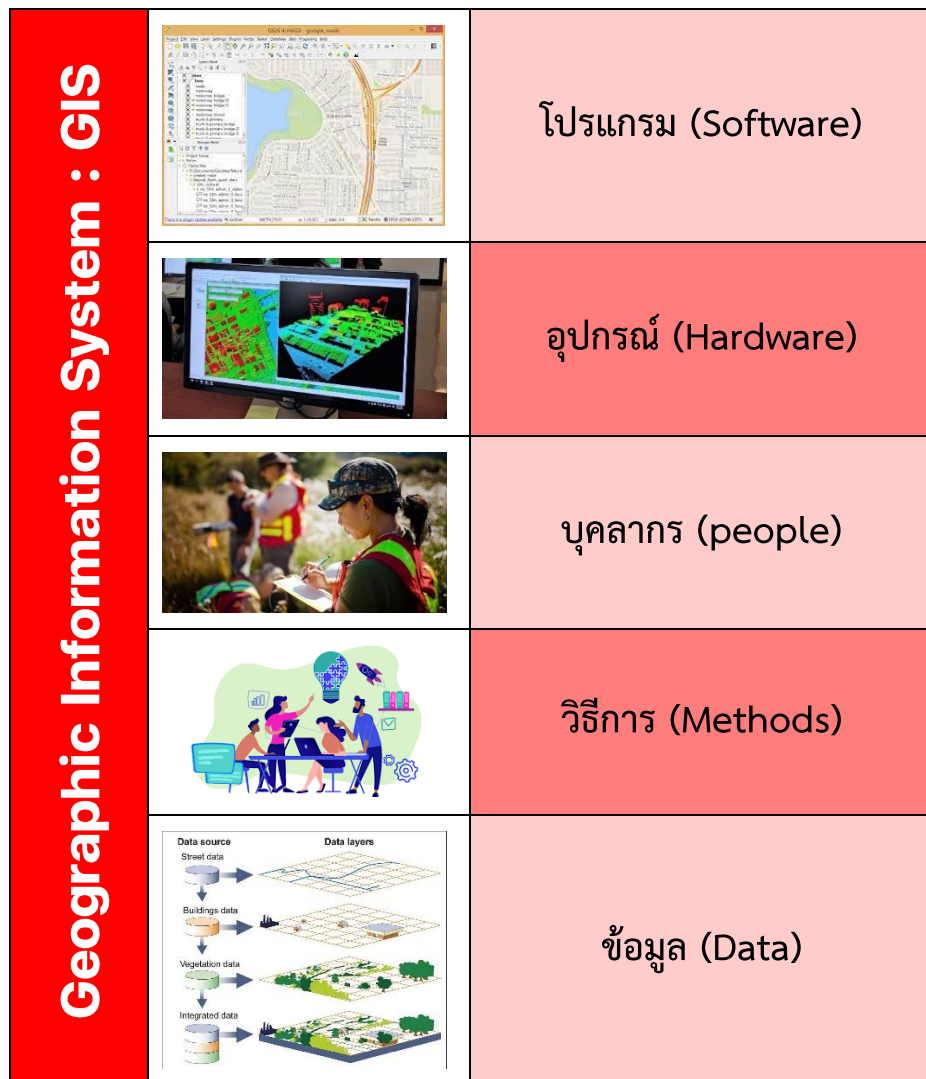 Geographic Information System : GIS
โปรแกรม (Software)
อุปกรณ์ (Hardware)
DELL
บุคลากร (people)
วิธีการ (Methods)
Data source
Data layers
Street data
Buildings data
Vegetation data
Integrated data
ข้อมูล (Data)